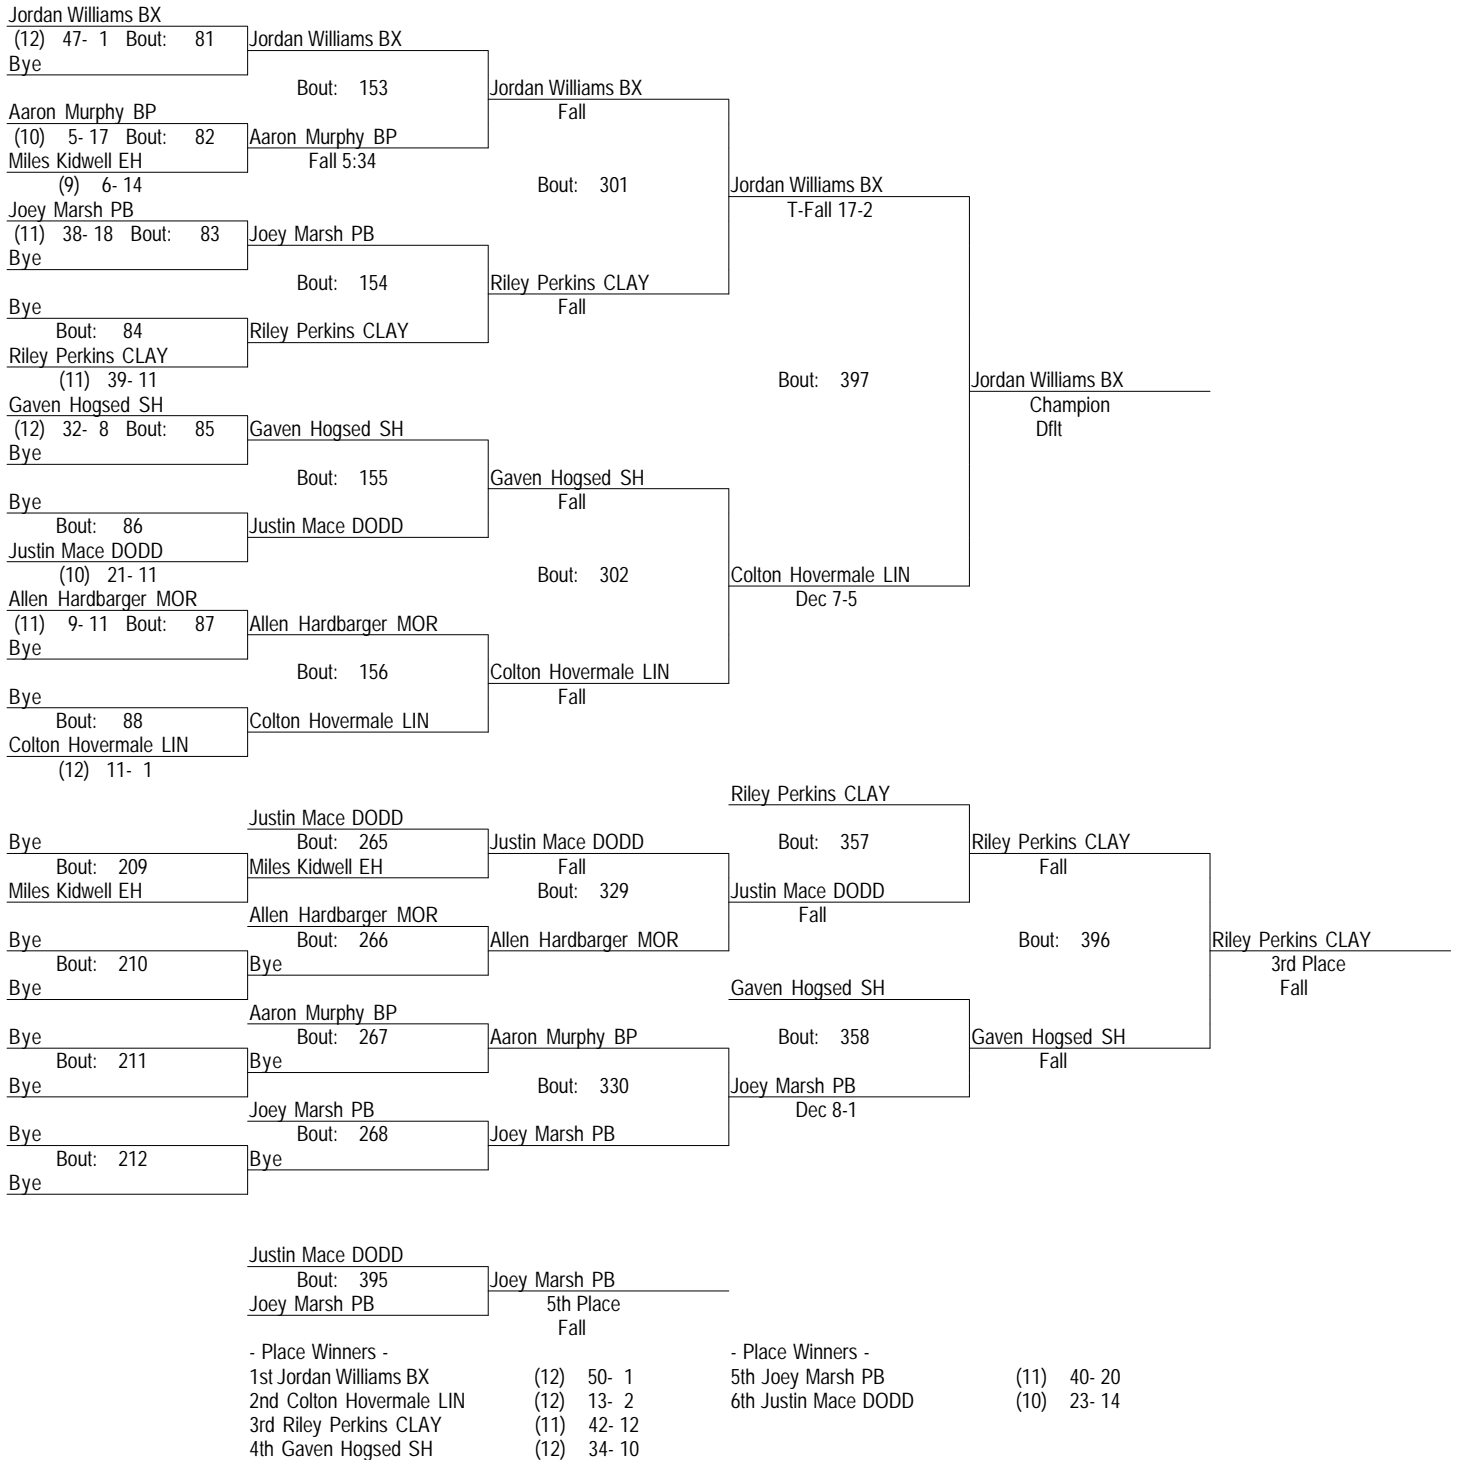 Jordan Williams BX
(12) 47- 1 Bout: 81 Jordan Williams BX
Bye
Bout: 153 Jordan Williams BX
Aaron Murphy BP Fall
(10) 5- 17 Bout: 82 Aaron Murphy BP
Miles Kidwell EH Fall 5:34
(9) 6- 14 Bout: 301 Jordan Williams BX
Joey Marsh PB T-Fall 17-2
(11) 38- 18 Bout: 83 Joey Marsh PB
Bye
Bout: 154 Riley Perkins CLAY
Bye Fall
Bout: 84 Riley Perkins CLAY
Riley Perkins CLAY
(11) 39- 11 Bout: 397 Jordan Williams BX
Gaven Hogsed SH Champion
(12) 32- 8 Bout: 85 Gaven Hogsed SH Dflt
Bye
Bout: 155 Gaven Hogsed SH
Bye Fall
Bout: 86 Justin Mace DODD
Justin Mace DODD
(10) 21- 11 Bout: 302 Colton Hovermale LIN
Allen Hardbarger MOR Dec 7-5
(11) 9- 11 Bout: 87 Allen Hardbarger MOR
Bye
Bout: 156 Colton Hovermale LIN
Bye Fall
Bout: 88 Colton Hovermale LIN
Colton Hovermale LIN
(12) 11- 1
Riley Perkins CLAY
Justin Mace DODD
Bye Bout: 265 Justin Mace DODD Bout: 357 Riley Perkins CLAY
Bout: 209 Miles Kidwell EH Fall Fall
Miles Kidwell EH Bout: 329 Justin Mace DODD
Allen Hardbarger MOR Fall
Bye Bout: 266 Allen Hardbarger MOR Bout: 396 Riley Perkins CLAY
Bout: 210 Bye 3rd Place
Bye Gaven Hogsed SH Fall
Aaron Murphy BP
Bye Bout: 267 Aaron Murphy BP Bout: 358 Gaven Hogsed SH
Bout: 211 Bye Fall
Bye Bout: 330 Joey Marsh PB
Joey Marsh PB Dec 8-1
Bye Bout: 268 Joey Marsh PB
Bout: 212 Bye
Bye
Justin Mace DODD
Bout: 395 Joey Marsh PB
Joey Marsh PB 5th Place
Fall
- Place Winners - - Place Winners -
1st Jordan Williams BX (12) 50- 1 5th Joey Marsh PB (11) 40- 20
2nd Colton Hovermale LIN (12) 13- 2 6th Justin Mace DODD (10) 23- 14
3rd Riley Perkins CLAY (11) 42- 12
4th Gaven Hogsed SH (12) 34- 10